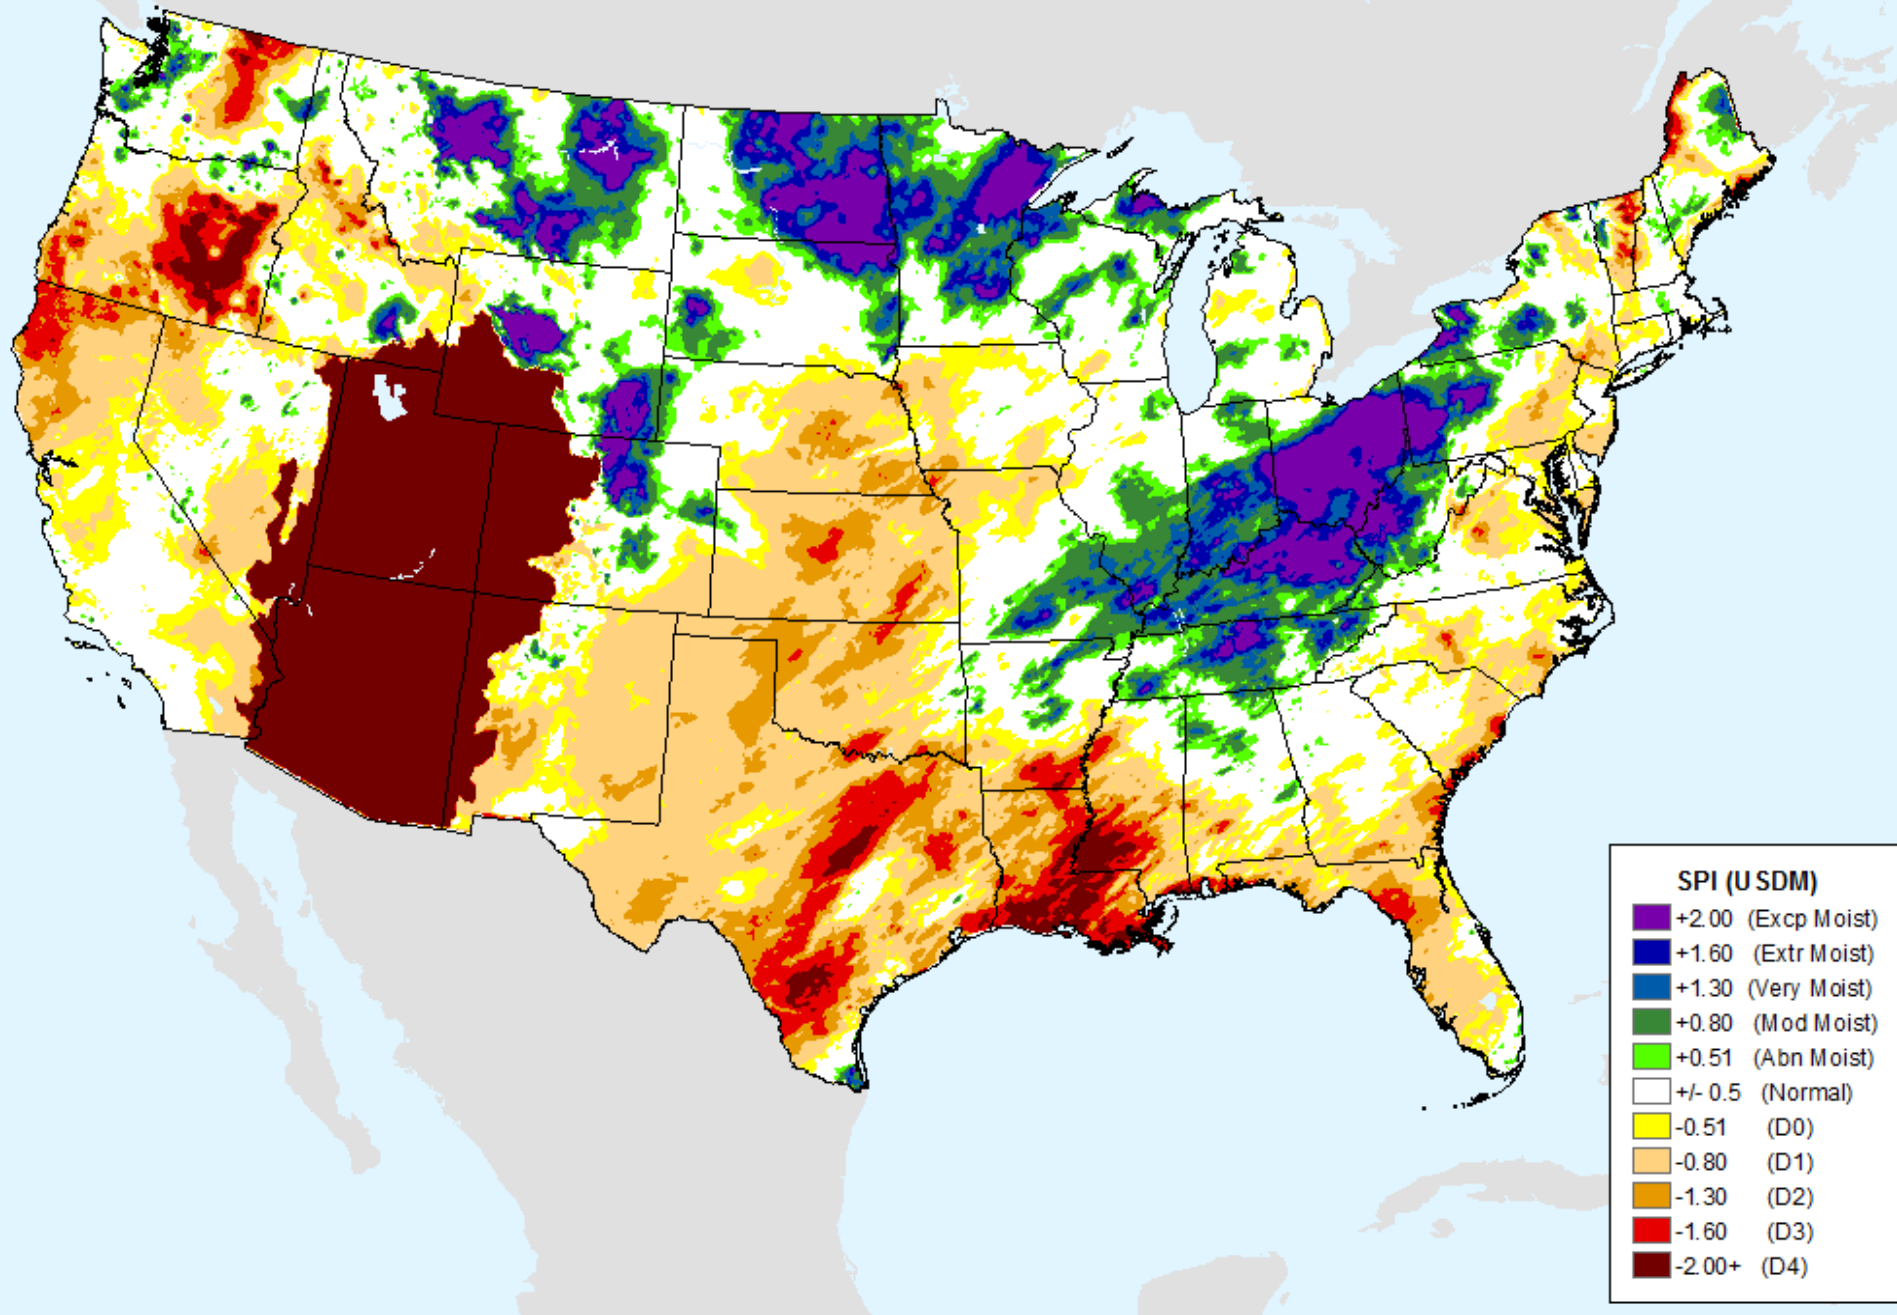 SPI (USDM)
+2.00 (Excp Moist)
+1.60 (Extr Moist)
+1.30 (Very Moist)
+0.80 (Mod Moist)
+0.51 (Abn Moist)
+/- 0.5 (Normal)
-0.51 (D0)
-0.80 (D1)
-1.30 (D2)
-1.60 (D3)
-2.00+ (D4)